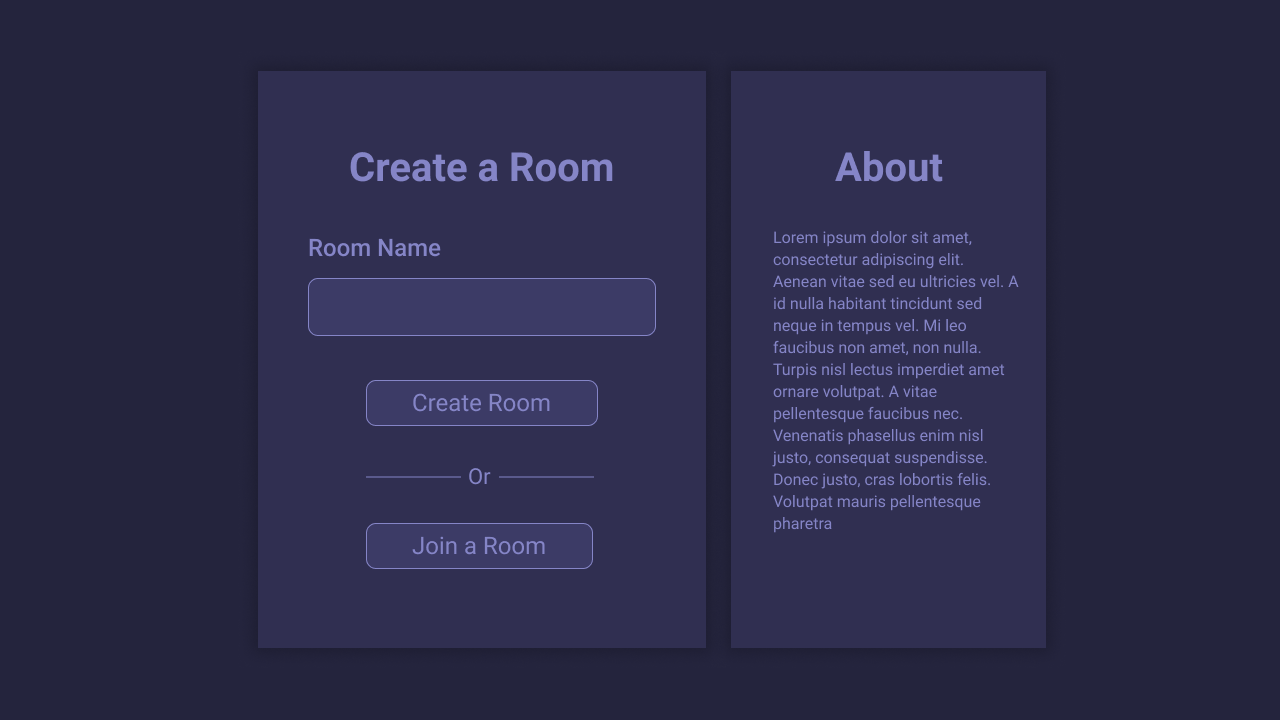 Create a Room
Room Name
Create Room
Or
Join a Room
About
Lorem ipsum dolor sit amet,
consectetur adipiscing elit.
Aenean vitae sed eu ultricies vel. A
id nulla habitant tincidunt sed
neque in tempus vel. Mi leo
faucibus non amet, non nulla.
Turpis nisl lectus imperdiet amet
ornare volutpat. A vitae
pellentesque faucibus nec.
Venenatis phasellus enim nisl
justo, consequat suspendisse.
Donec justo, cras lobortis felis.
Volutpat mauris pellentesque
pharetra